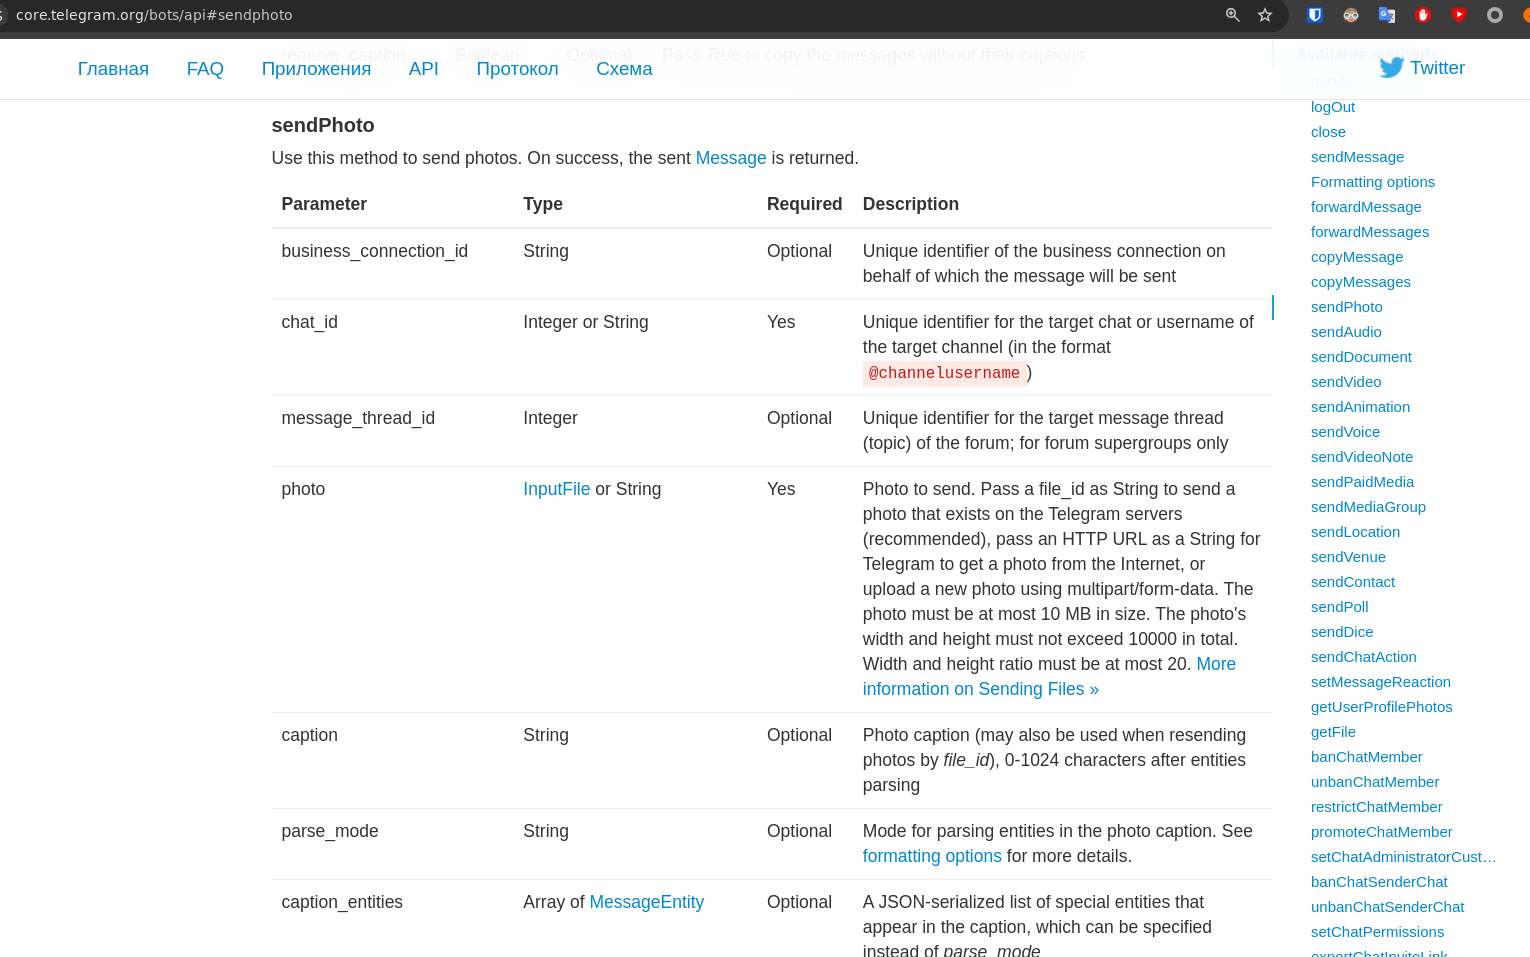 core.telegram.org/bots/api#sendphoto
remove_caption Boolean Optional Pass True to copy the messages without their captions
Available methods
Главная FAQ Приложения API Протокол Схема Twitter
getMe
logOut
close
sendMessage
Formatting options
forwardMessage
forwardMessages
copyMessage
copyMessages
sendPhoto
sendAudio
sendDocument
sendVideo
sendAnimation
sendVoice
sendVideoNote
sendPaidMedia
sendMediaGroup
sendLocation
sendVenue
sendContact
sendPoll
sendDice
sendChatAction
setMessageReaction
getUserProfilePhotos
getFile
banChatMember
unbanChatMember
restrictChatMember
promoteChatMember
setChatAdministratorCust…
banChatSenderChat
unbanChatSenderChat
setChatPermissions
exportChatInviteLink
sendPhoto
Use this method to send photos. On success, the sent Message is returned.
Parameter Type Required Description
business_connection_id String Optional Unique identifier of the business connection on
behalf of which the message will be sent
chat_id Integer or String Yes Unique identifier for the target chat or username of
the target channel (in the format
@channelusername )
message_thread_id Integer Optional Unique identifier for the target message thread
(topic) of the forum; for forum supergroups only
photo InputFile or String Yes Photo to send. Pass a file_id as String to send a
photo that exists on the Telegram servers
(recommended), pass an HTTP URL as a String for
Telegram to get a photo from the Internet, or
upload a new photo using multipart/form-data. The
photo must be at most 10 MB in size. The photo's
width and height must not exceed 10000 in total.
Width and height ratio must be at most 20. More
information on Sending Files »
caption String Optional Photo caption (may also be used when resending
photos by file_id), 0-1024 characters after entities
parsing
parse_mode String Optional Mode for parsing entities in the photo caption. See
formatting options for more details.
caption_entities Array of MessageEntity Optional A JSON-serialized list of special entities that
appear in the caption, which can be specified
instead of parse_mode